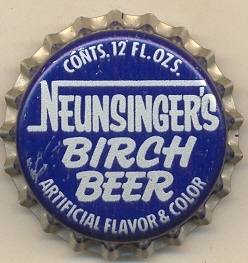 CONTS. 12 FL. OZS.
NEUNSINGER'S
BIRCH
BEER
ARTIFICIAL FLAVOR & COLOR